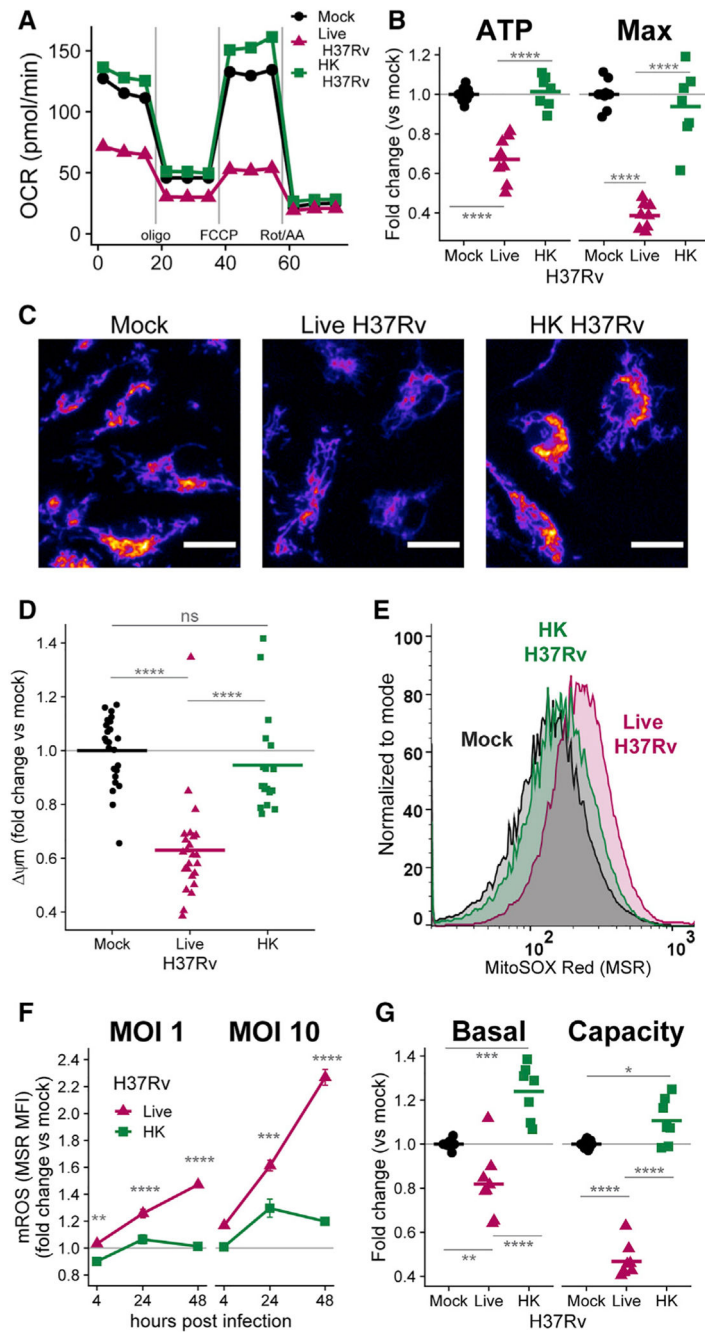 A
Mock
Live
H37Rv
HK
H37Rv
OCR (pmol/min)
150
100
50
0
oligo
FCCP
Rot/AA
0
20
40
60
B
ATP
Max
Fold change (vs mock)
1.2
1.0
0.8
0.6
0.4
****
****
****
****
Mock
Live
HK
Mock
Live
HK
H37Rv
C
Mock
Live H37Rv
HK H37Rv
D
Δψm (fold change vs mock)
1.4
1.2
1.0
0.8
0.6
0.4
ns
****
****
Mock
Live
HK
H37Rv
E
Normalized to mode
100
80
60
40
20
0
HK
H37Rv
Mock
Live
H37Rv
10²
10³
MitoSOX Red (MSR)
F
MOI 1
MOI 10
mROS (MSR MFI)
(fold change vs mock)
2.4
2.2
2.0
1.8
1.6
1.4
1.2
1.0
0.8
H37Rv
Live
HK
**
****
****
***
****
4
24
48
4
24
48
hours post infection
G
Basal
Capacity
Fold change (vs mock)
1.4
1.2
1.0
0.8
0.6
0.4
***
**
****
*
****
****
Mock
Live
HK
Mock
Live
HK
H37Rv